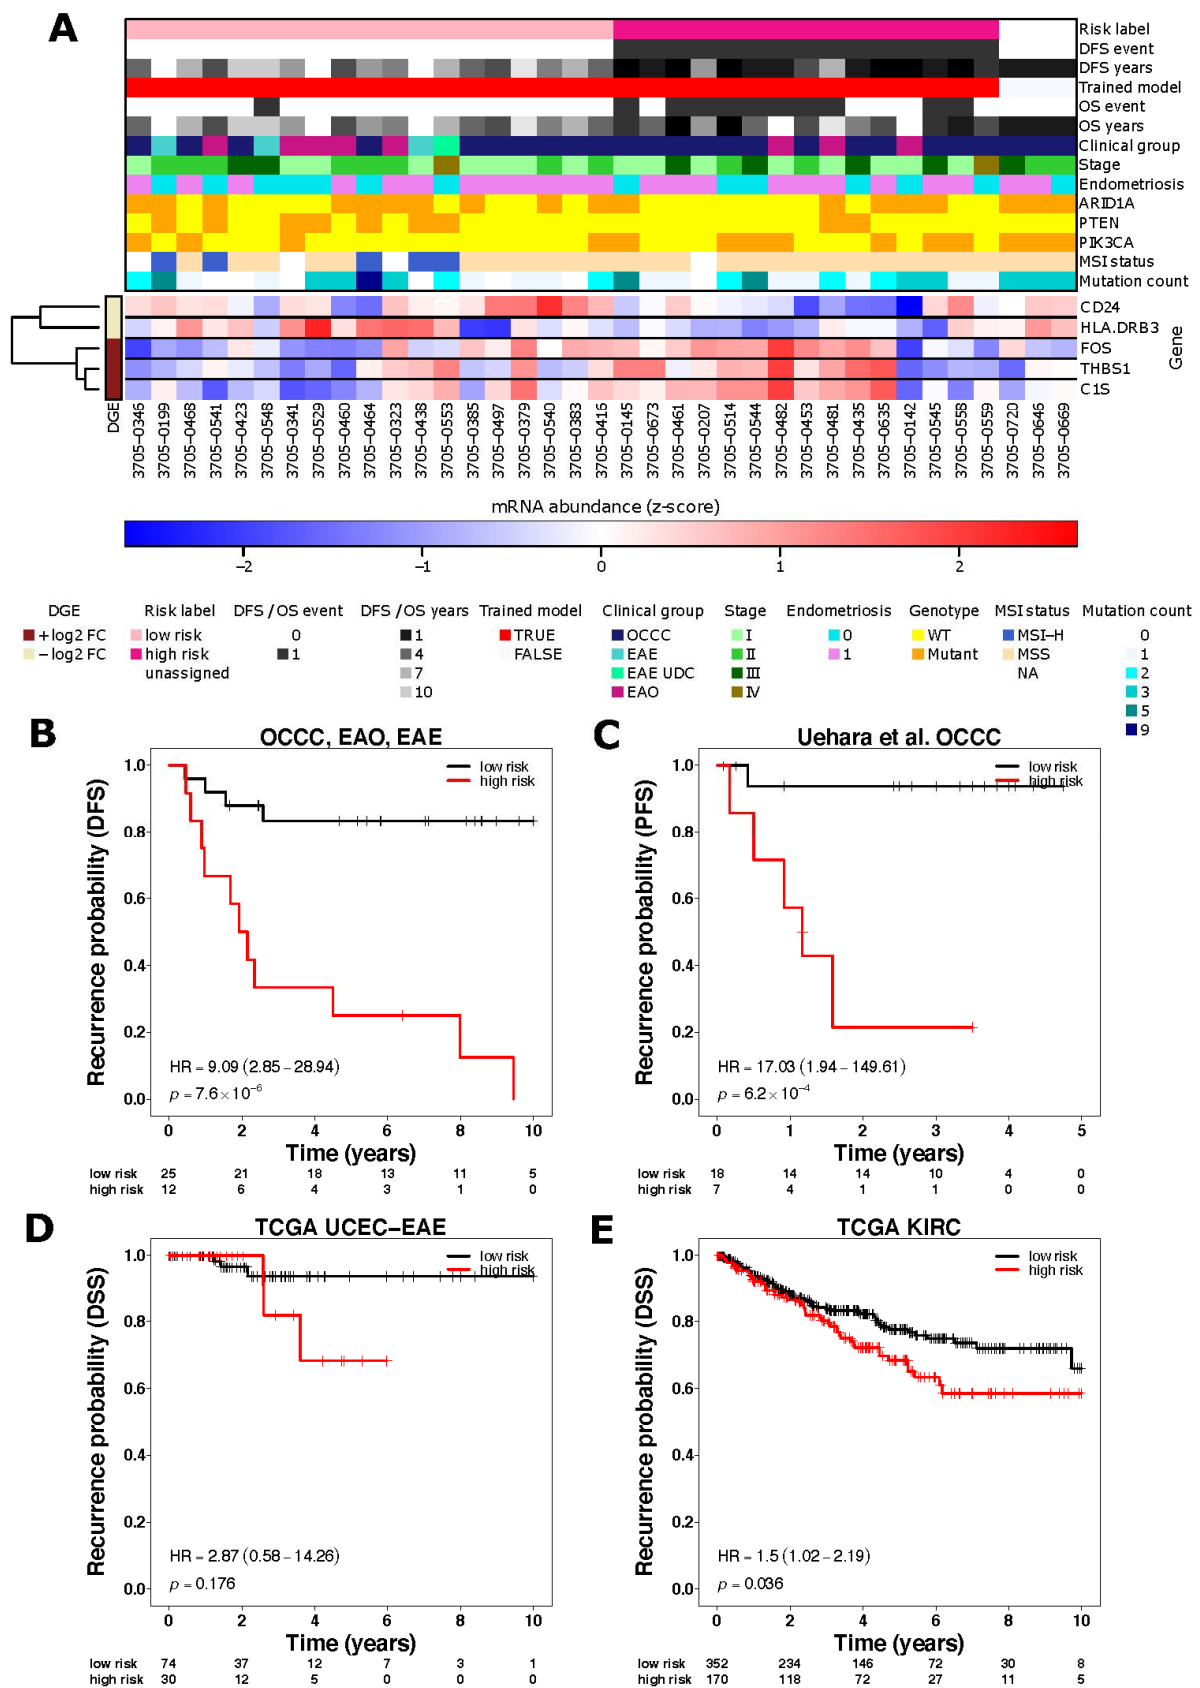 A
Risk label
DFS event
DFS years
Trained model
OS event
OS years
Clinical group
Stage
Endometriosis
ARID1A
PTEN
PIK3CA
MSI status
Mutation count
CD24
HLA.DRB3
FOS
THBS1
C1S
Gene
DGE
3705-0346
3705-0199
3705-0468
3705-0541
3705-0423
3705-0548
3705-0341
3705-0529
3705-0460
3705-0464
3705-0323
3705-0438
3705-0553
3705-0385
3705-0497
3705-0379
3705-0540
3705-0383
3705-0416
3705-0145
3705-0673
3705-0461
3705-0207
3705-0514
3705-0544
3705-0482
3705-0453
3705-0481
3705-0435
3705-0635
3705-0142
3705-0545
3705-0558
3705-0559
3705-0720
3705-0646
3705-0669
mRNA abundance (z-score)
−2 −1 0 1 2
DGE
+log2 FC
−log2 FC
Risk label
low risk
high risk
unassigned
DFS / OS event
0
1
DFS / OS years
1
4
7
10
Trained model
TRUE
FALSE
Clinical group
OCCC
EAE
EAE UDC
EAO
Stage
I
II
III
IV
Endometriosis
0
1
Genotype
WT
Mutant
MSI status
MSI−H
MSS
NA
Mutation count
0
1
2
3
5
9
B
OCCC, EAO, EAE
low risk
high risk
Recurrence probability (DFS)
1.0
0.8
0.6
0.4
0.2
0.0
HR = 9.09 (2.85 − 28.94)
p = 7.6 × 10−6
0 2 4 6 8 10
Time (years)
low risk 25 21 18 13 11 5
high risk 12 6 4 3 1 0
C
Uehara et al. OCCC
low risk
high risk
Recurrence probability (PFS)
1.0
0.8
0.6
0.4
0.2
0.0
HR = 17.03 (1.94 − 149.61)
p = 6.2 × 10−4
0 1 2 3 4 5
Time (years)
low risk 18 14 14 10 4 0
high risk 7 4 1 1 0 0
D
TCGA UCEC−EAE
low risk
high risk
Recurrence probability (DSS)
1.0
0.8
0.6
0.4
0.2
0.0
HR = 2.87 (0.58 − 14.26)
p = 0.176
0 2 4 6 8 10
Time (years)
low risk 74 37 12 7 3 1
high risk 30 12 5 0 0 0
E
TCGA KIRC
low risk
high risk
Recurrence probability (DSS)
1.0
0.8
0.6
0.4
0.2
0.0
HR = 1.5 (1.02 − 2.19)
p = 0.036
0 2 4 6 8 10
Time (years)
low risk 352 234 146 72 30 8
high risk 170 118 72 27 11 5